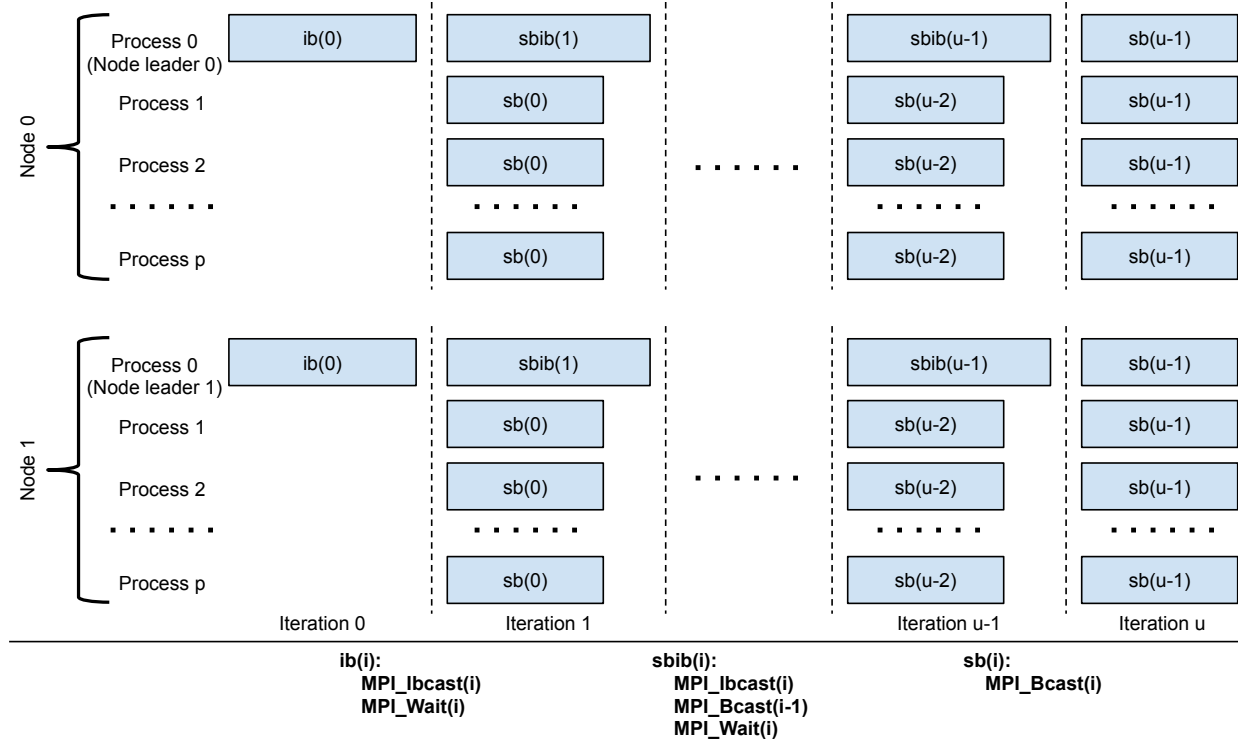 Node 0
Process 0
(Node leader 0)
ib(0) sbib(1) sbib(u-1) sb(u-1)
Process 1 sb(0) sb(u-2) sb(u-1)
Process 2 sb(0) sb(u-2) sb(u-1)
. . . . . . . . . . . . . . . . . . . . . . . . . . . . . .
Process p sb(0) sb(u-2) sb(u-1)
Node 1
Process 0
(Node leader 1)
ib(0) sbib(1) sbib(u-1) sb(u-1)
Process 1 sb(0) sb(u-2) sb(u-1)
Process 2 sb(0) sb(u-2) sb(u-1)
. . . . . . . . . . . . . . . . . . . . . . . . . . . . . .
Process p sb(0) sb(u-2) sb(u-1)
Iteration 0 Iteration 1 Iteration u-1 Iteration u
ib(i):
MPI_Ibcast(i)
MPI_Wait(i)
sbib(i):
MPI_Ibcast(i)
MPI_Bcast(i-1)
MPI_Wait(i)
sb(i):
MPI_Bcast(i)